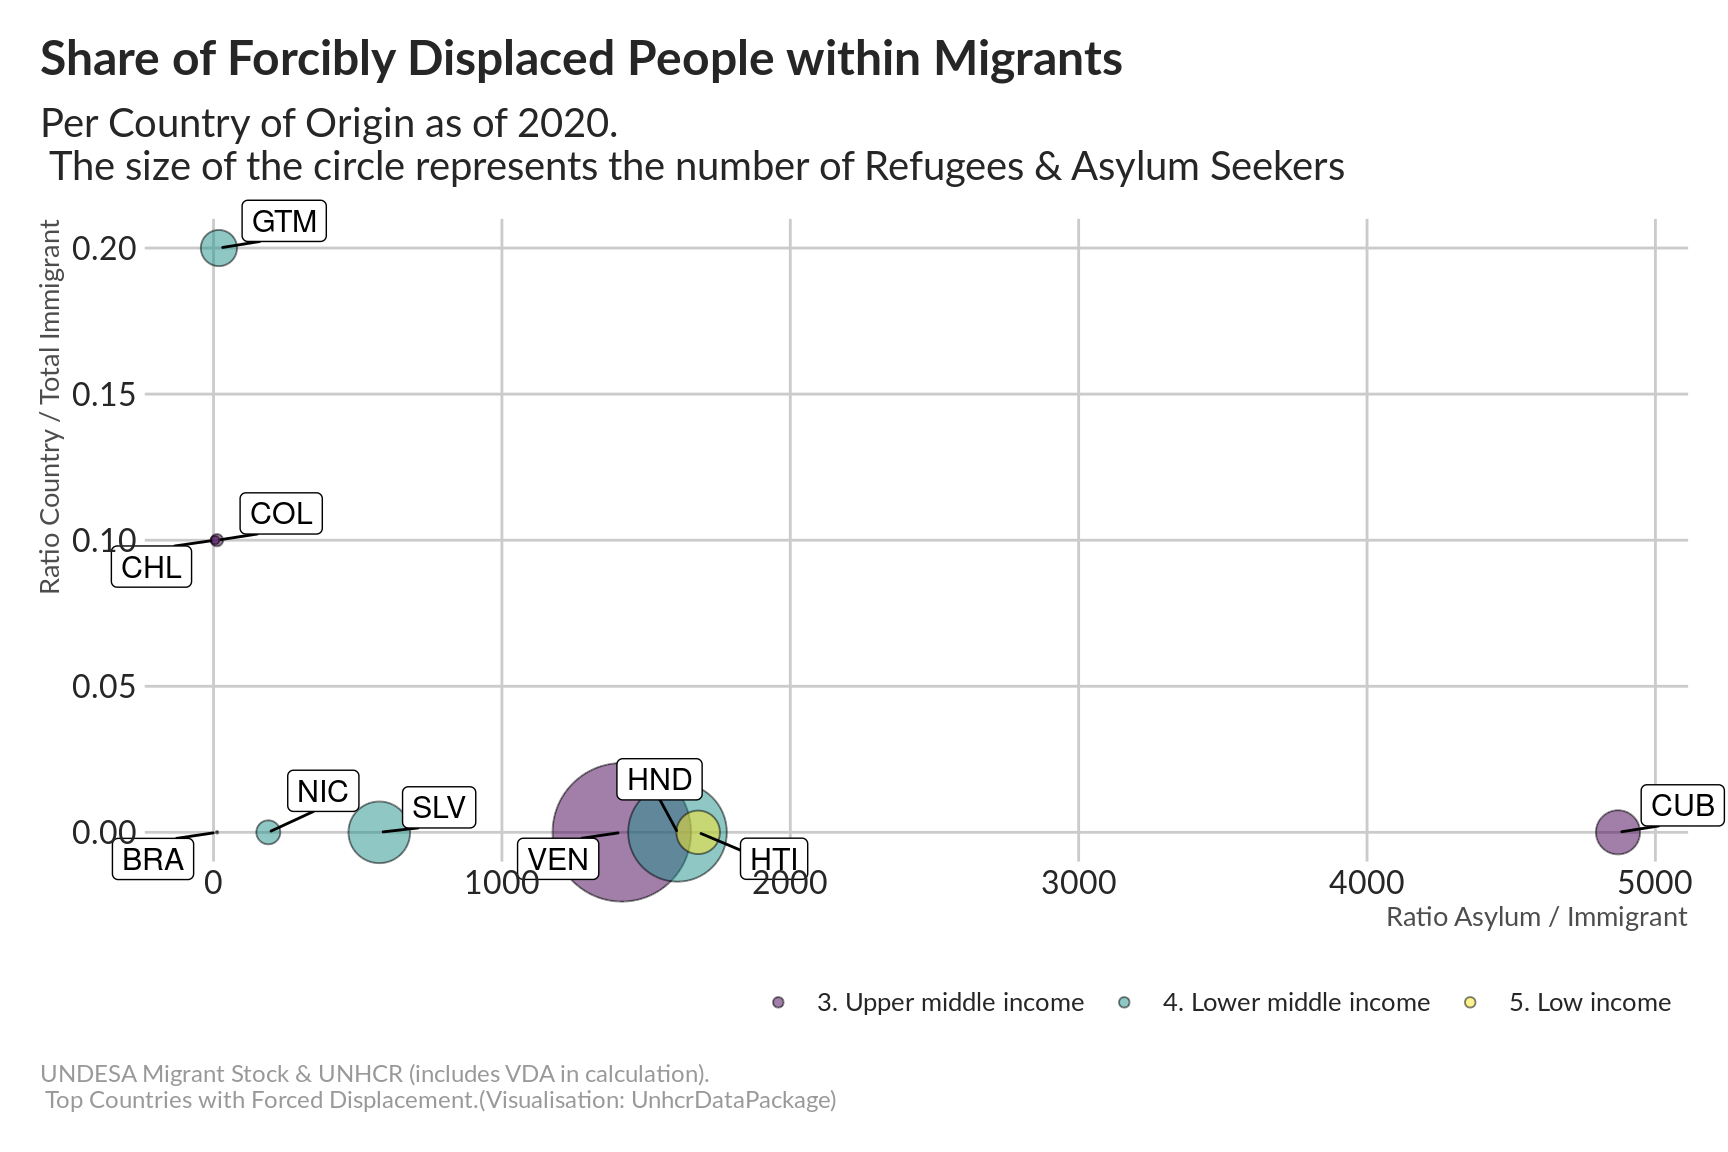 Share of Forcibly Displaced People within Migrants
Per Country of Origin as of 2020.
The size of the circle represents the number of Refugees & Asylum Seekers
Ratio Country / Total Immigrant
0.20
0.15
0.10
0.05
0.00
GTM
COL
CHL
NIC
SLV
HND
CUB
BRA
VEN
HTI
0
1000
2000
3000
4000
5000
Ratio Asylum / Immigrant
3. Upper middle income
4. Lower middle income
5. Low income
UNDESA Migrant Stock & UNHCR (includes VDA in calculation).
Top Countries with Forced Displacement.(Visualisation: UnhcrDataPackage)